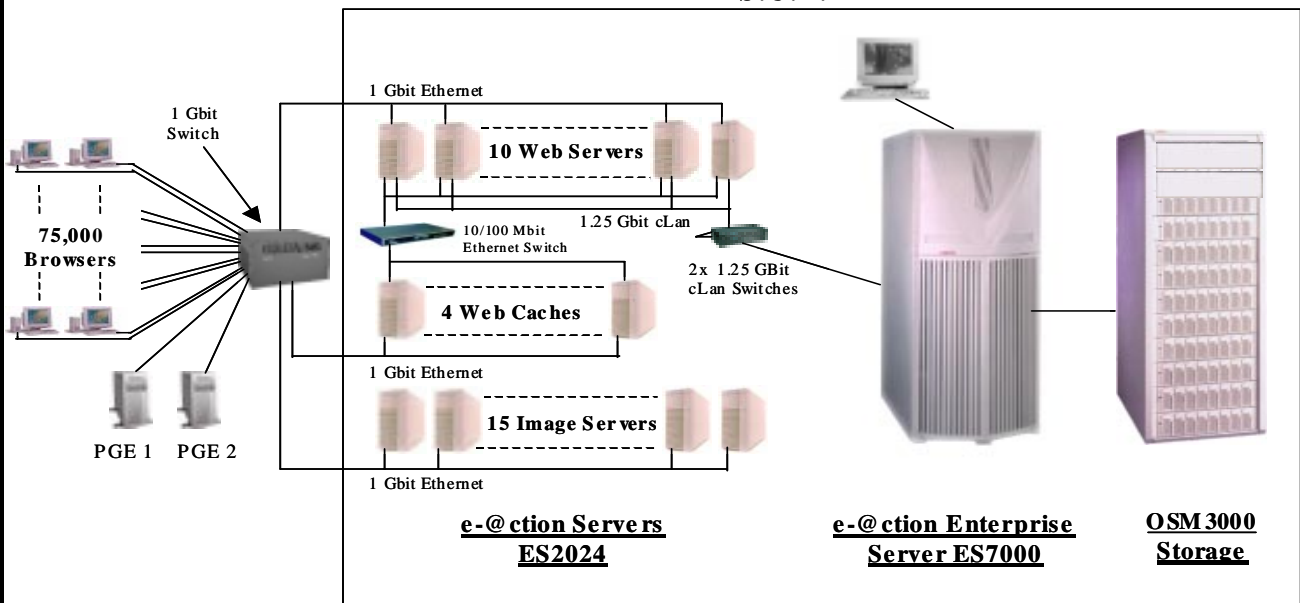 1 Gbit
Switch
75,000
Browsers
PGE 1 PGE 2
1 Gbit Ethernet
10 Web Servers
10/100 Mbit
Ethernet Switch
1.25 Gbit cLan
2x 1.25 GBit
cLan Switches
4 Web Caches
1 Gbit Ethernet
15 Image Servers
1 Gbit Ethernet
e-@ction Servers
ES2024
e-@ction Enterprise
Server ES7000
OSM3000
Storage